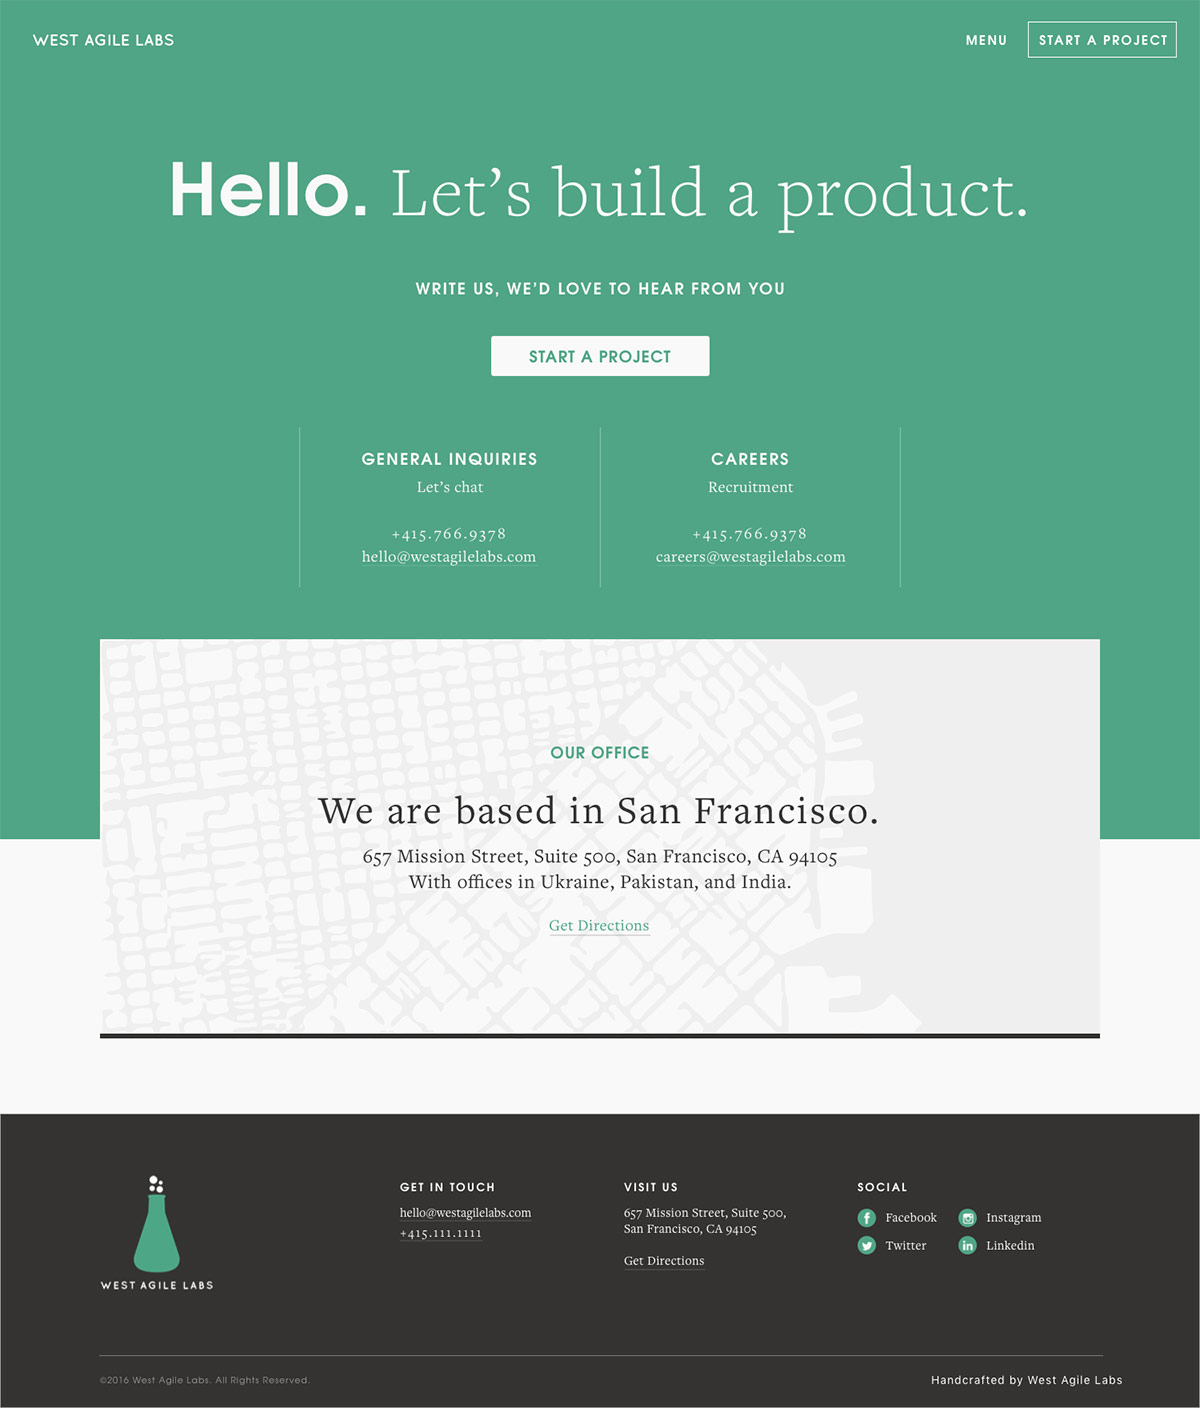 WEST AGILE LABS
MENU
START A PROJECT
Hello. Let’s build a product.
WRITE US, WE’D LOVE TO HEAR FROM YOU
START A PROJECT
GENERAL INQUIRIES
Let’s chat
+415.766.9378
hello@westagilelabs.com
CAREERS
Recruitment
+415.766.9378
careers@westagilelabs.com
OUR OFFICE
We are based in San Francisco.
657 Mission Street, Suite 500, San Francisco, CA 94105
With offices in Ukraine, Pakistan, and India.
Get Directions
WEST AGILE LABS
GET IN TOUCH
hello@westagilelabs.com
+415.111.1111
VISIT US
657 Mission Street, Suite 500,
San Francisco, CA 94105
Get Directions
SOCIAL
Facebook
Instagram
Twitter
Linkedin
©2016 West Agile Labs. All Rights Reserved.
Handcrafted by West Agile Labs